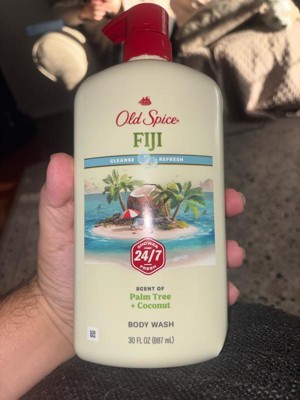 Old Spice
FIJI
CLEANSE REFRESH
SHOWER
24/7
FRESH
SCENT OF
Palm Tree
+ Coconut
BODY WASH
30 FL OZ (887 mL)